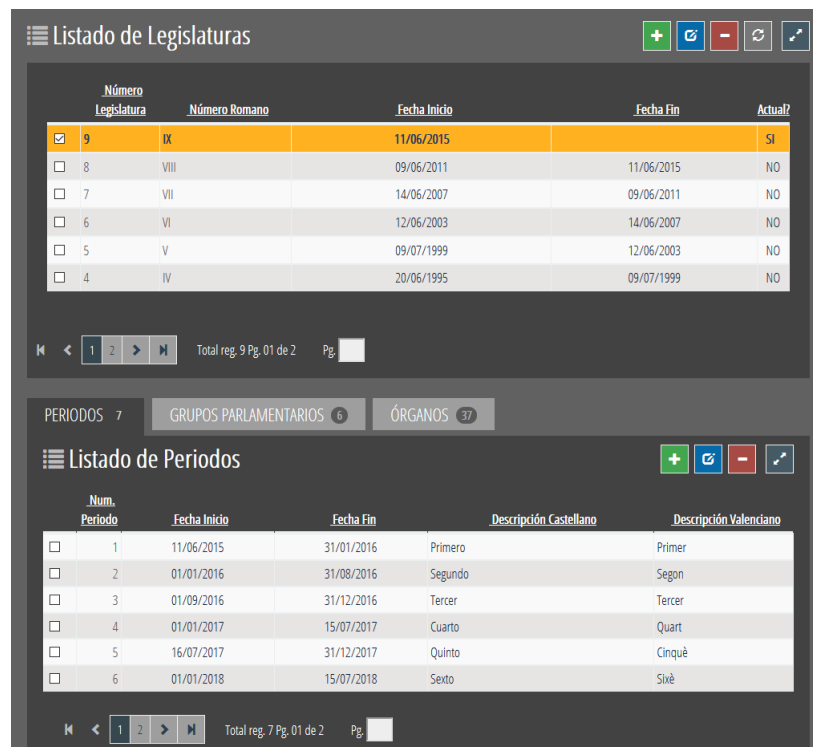 Listado de Legislaturas
Número Legislatura Número Romano Fecha Inicio Fecha Fin Actual?
9 IX 11/06/2015 SI
8 VIII 09/06/2011 11/06/2015 NO
7 VII 14/06/2007 09/06/2011 NO
6 VI 12/06/2003 14/06/2007 NO
5 V 09/07/1999 12/06/2003 NO
4 IV 20/06/1995 09/07/1999 NO
1 2 Total reg. 9 Pg. 01 de 2 Pg.
PERIODOS 7 GRUPOS PARLAMENTARIOS 6 ÓRGANOS 37
Listado de Periodos
Num. Periodo Fecha Inicio Fecha Fin Descripción Castellano Descripción Valenciano
1 11/06/2015 31/01/2016 Primero Primer
2 01/01/2016 31/08/2016 Segundo Segon
3 01/09/2016 31/12/2016 Tercer Tercer
4 01/01/2017 15/07/2017 Cuarto Quart
5 16/07/2017 31/12/2017 Quinto Cinquè
6 01/01/2018 15/07/2018 Sexto Sixè
1 2 Total reg. 7 Pg. 01 de 2 Pg.